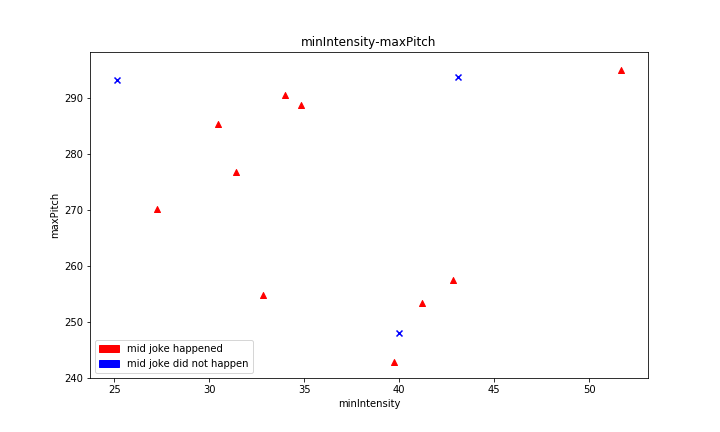 minIntensity-maxPitch
290
280
270
260
250
240
maxPitch
mid joke happened
mid joke did not happen
25 30 35 40 45 50
minIntensity